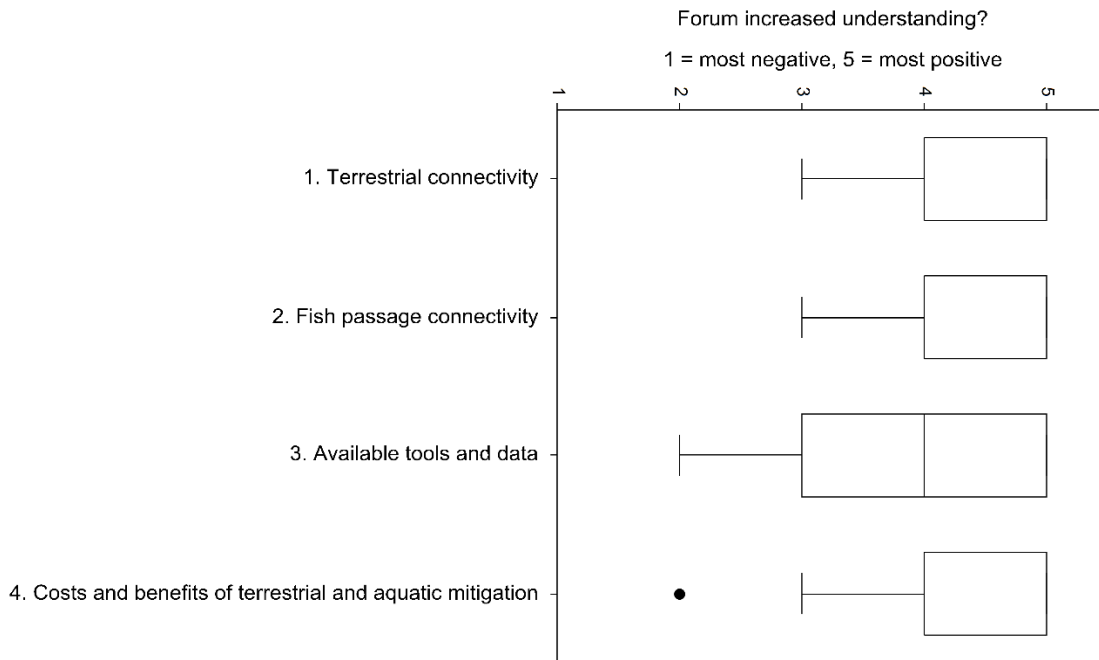 Forum increased understanding?
1 = most negative, 5 = most positive
1 2 3 4 5
1. Terrestrial connectivity
2. Fish passage connectivity
3. Available tools and data
4. Costs and benefits of terrestrial and aquatic mitigation